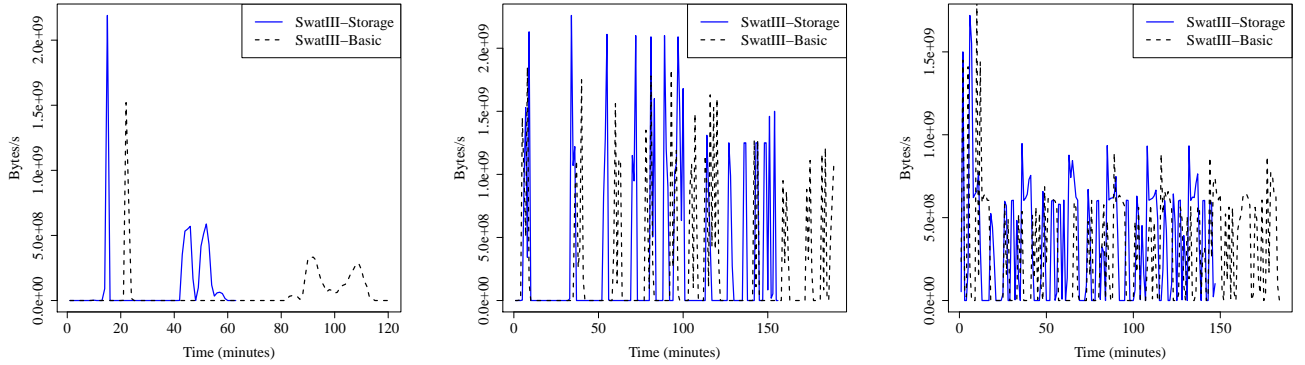 SwatIII−Storage
SwatIII−Basic
Bytes/s
0.0e+00 5.0e+08 1.0e+09 1.5e+09 2.0e+09
0 20 40 60 80 100 120
Time (minutes)
SwatIII−Storage
SwatIII−Basic
Bytes/s
0.0e+00 5.0e+08 1.0e+09 1.5e+09 2.0e+09
0 50 100 150
Time (minutes)
SwatIII−Storage
SwatIII−Basic
Bytes/s
0.0e+00 5.0e+08 1.0e+09 1.5e+09
0 50 100 150
Time (minutes)